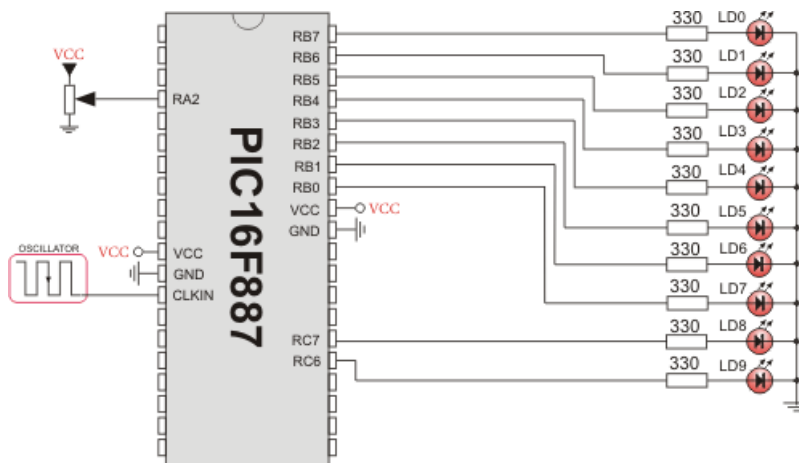 RB7 330 LD0
RB6 330 LD1
VCC
RB5 330 LD2
RA2 RB4 330 LD3
RB3 330 LD4
RB2 330 LD5
RB1 330 LD6
RB0 330 LD7
VCC VCC
GND
PIC16F887
OSCILLATOR VCC VCC
GND
CLKIN
RC7 330 LD8
RC6 330 LD9